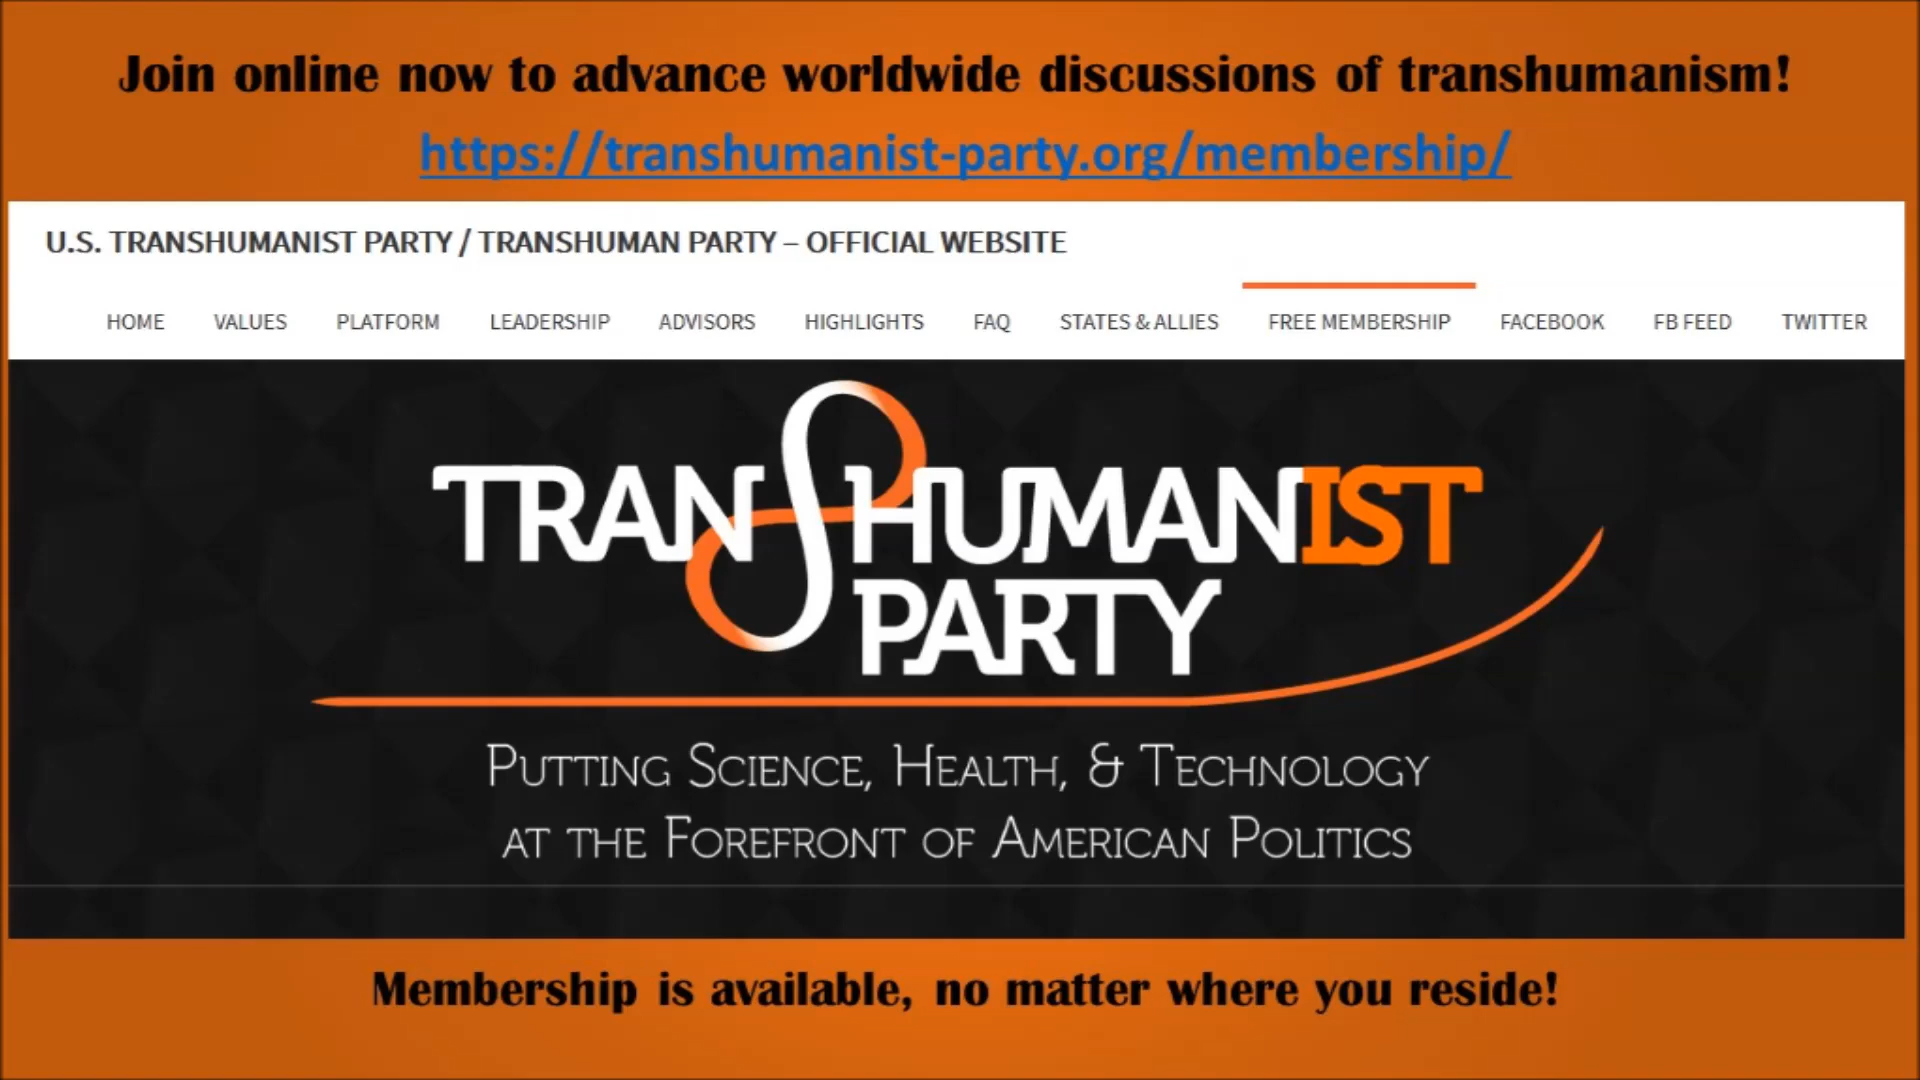 Join online now to advance worldwide discussions of transhumanism!
https://transhumanist-party.org/membership/
U.S. TRANSHUMANIST PARTY / TRANSHUMAN PARTY – OFFICIAL WEBSITE
HOME VALUES PLATFORM LEADERSHIP ADVISORS HIGHLIGHTS FAQ STATES & ALLIES FREE MEMBERSHIP FACEBOOK FB FEED TWITTER
TRANSHUMANIST
PARTY
PUTTING SCIENCE, HEALTH, & TECHNOLOGY
AT THE FOREFRONT OF AMERICAN POLITICS
Membership is available, no matter where you reside!